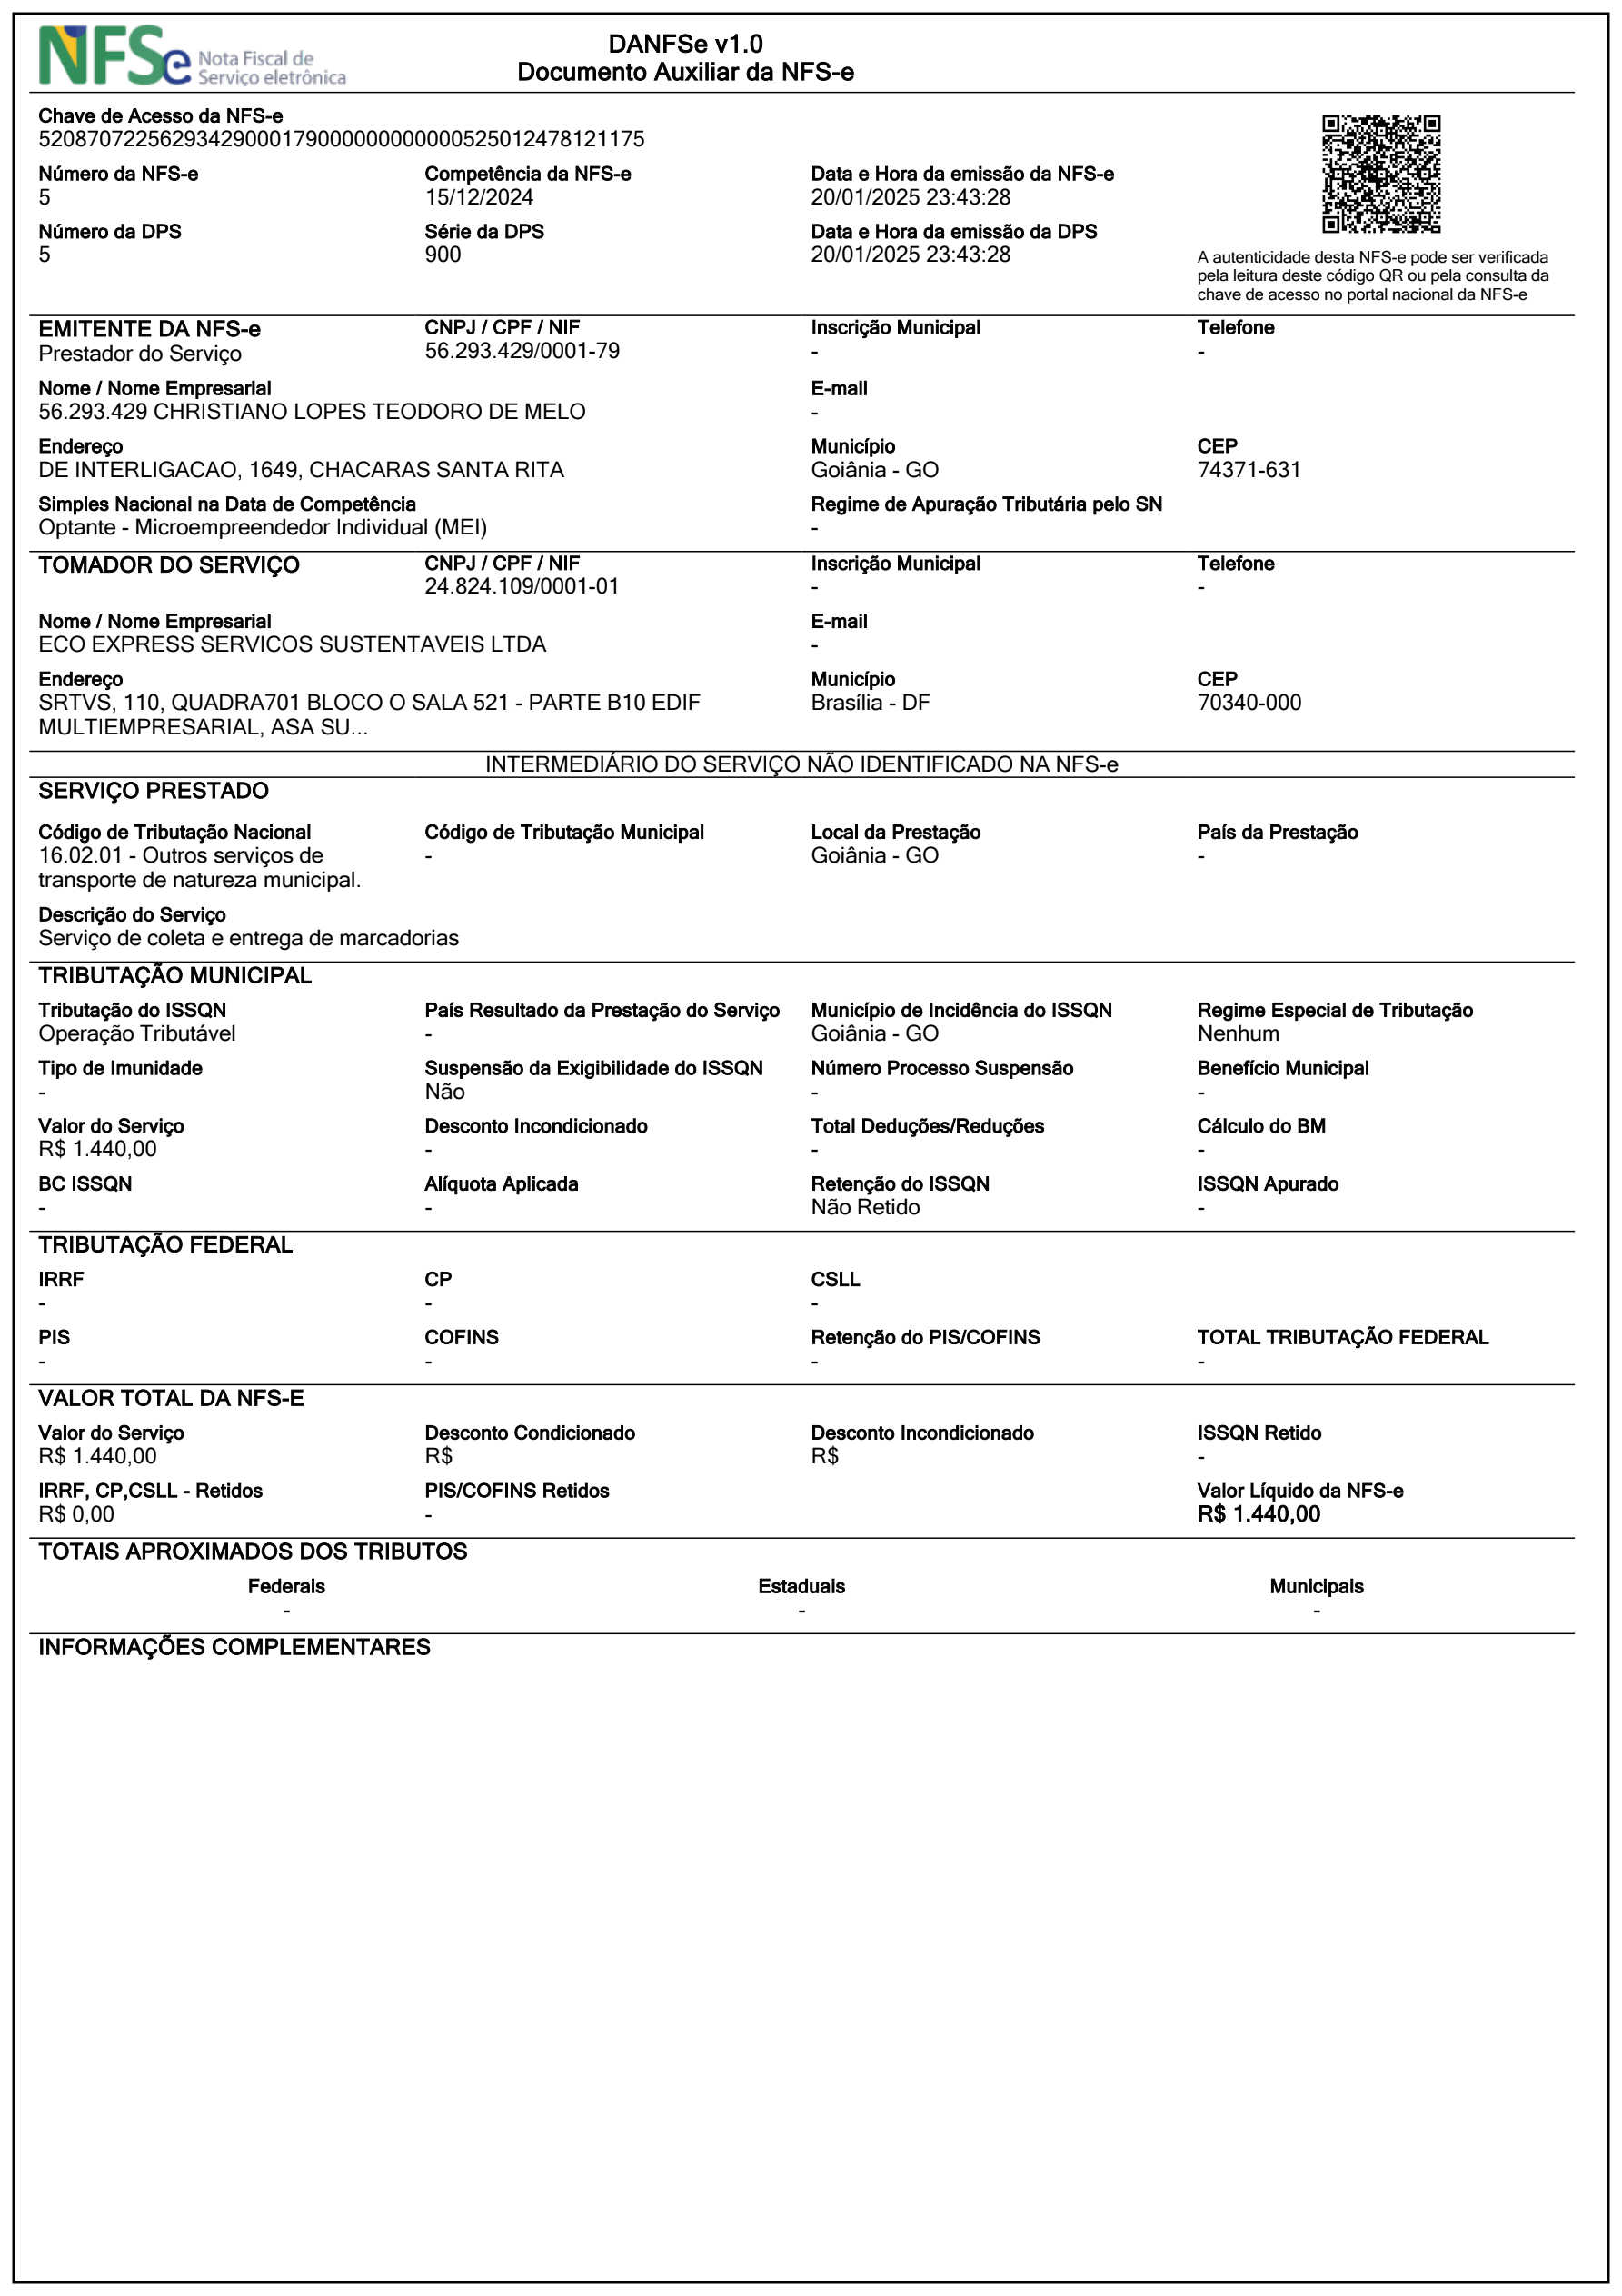 NFSe Nota Fiscal de
Serviço eletrônica
DANFSe v1.0
Documento Auxiliar da NFS-e
Chave de Acesso da NFS-e
52087072256293429000179000000000000525012478121175
Número da NFS-e
5
Competência da NFS-e
15/12/2024
Data e Hora da emissão da NFS-e
20/01/2025 23:43:28
Número da DPS
5
Série da DPS
900
Data e Hora da emissão da DPS
20/01/2025 23:43:28
A autenticidade desta NFS-e pode ser verificada
pela leitura deste código QR ou pela consulta da
chave de acesso no portal nacional da NFS-e
EMITENTE DA NFS-e
Prestador do Serviço
CNPJ / CPF / NIF
56.293.429/0001-79
Inscrição Municipal
-
Telefone
-
Nome / Nome Empresarial
56.293.429 CHRISTIANO LOPES TEODORO DE MELO
E-mail
-
Endereço
DE INTERLIGACAO, 1649, CHACARAS SANTA RITA
Município
Goiânia - GO
CEP
74371-631
Simples Nacional na Data de Competência
Optante - Microempreendedor Individual (MEI)
Regime de Apuração Tributária pelo SN
-
TOMADOR DO SERVIÇO
CNPJ / CPF / NIF
24.824.109/0001-01
Inscrição Municipal
-
Telefone
-
Nome / Nome Empresarial
ECO EXPRESS SERVICOS SUSTENTAVEIS LTDA
E-mail
-
Endereço
SRTVS, 110, QUADRA701 BLOCO O SALA 521 - PARTE B10 EDIF
MULTIEMPRESARIAL, ASA SU...
Município
Brasília - DF
CEP
70340-000
INTERMEDIÁRIO DO SERVIÇO NÃO IDENTIFICADO NA NFS-e
SERVIÇO PRESTADO
Código de Tributação Nacional
16.02.01 - Outros serviços de
transporte de natureza municipal.
Código de Tributação Municipal
-
Local da Prestação
Goiânia - GO
País da Prestação
-
Descrição do Serviço
Serviço de coleta e entrega de marcadorias
TRIBUTAÇÃO MUNICIPAL
Tributação do ISSQN
Operação Tributável
País Resultado da Prestação do Serviço
-
Município de Incidência do ISSQN
Goiânia - GO
Regime Especial de Tributação
Nenhum
Tipo de Imunidade
-
Suspensão da Exigibilidade do ISSQN
Não
Número Processo Suspensão
-
Benefício Municipal
-
Valor do Serviço
R$ 1.440,00
Desconto Incondicionado
-
Total Deduções/Reduções
-
Cálculo do BM
-
BC ISSQN
-
Alíquota Aplicada
-
Retenção do ISSQN
Não Retido
ISSQN Apurado
-
TRIBUTAÇÃO FEDERAL
IRRF
-
CP
-
CSLL
-
PIS
-
COFINS
-
Retenção do PIS/COFINS
-
TOTAL TRIBUTAÇÃO FEDERAL
-
VALOR TOTAL DA NFS-E
Valor do Serviço
R$ 1.440,00
Desconto Condicionado
R$
Desconto Incondicionado
R$
ISSQN Retido
-
IRRF, CP,CSLL - Retidos
R$ 0,00
PIS/COFINS Retidos
-
Valor Líquido da NFS-e
R$ 1.440,00
TOTAIS APROXIMADOS DOS TRIBUTOS
Federais
-
Estaduais
-
Municipais
-
INFORMAÇÕES COMPLEMENTARES